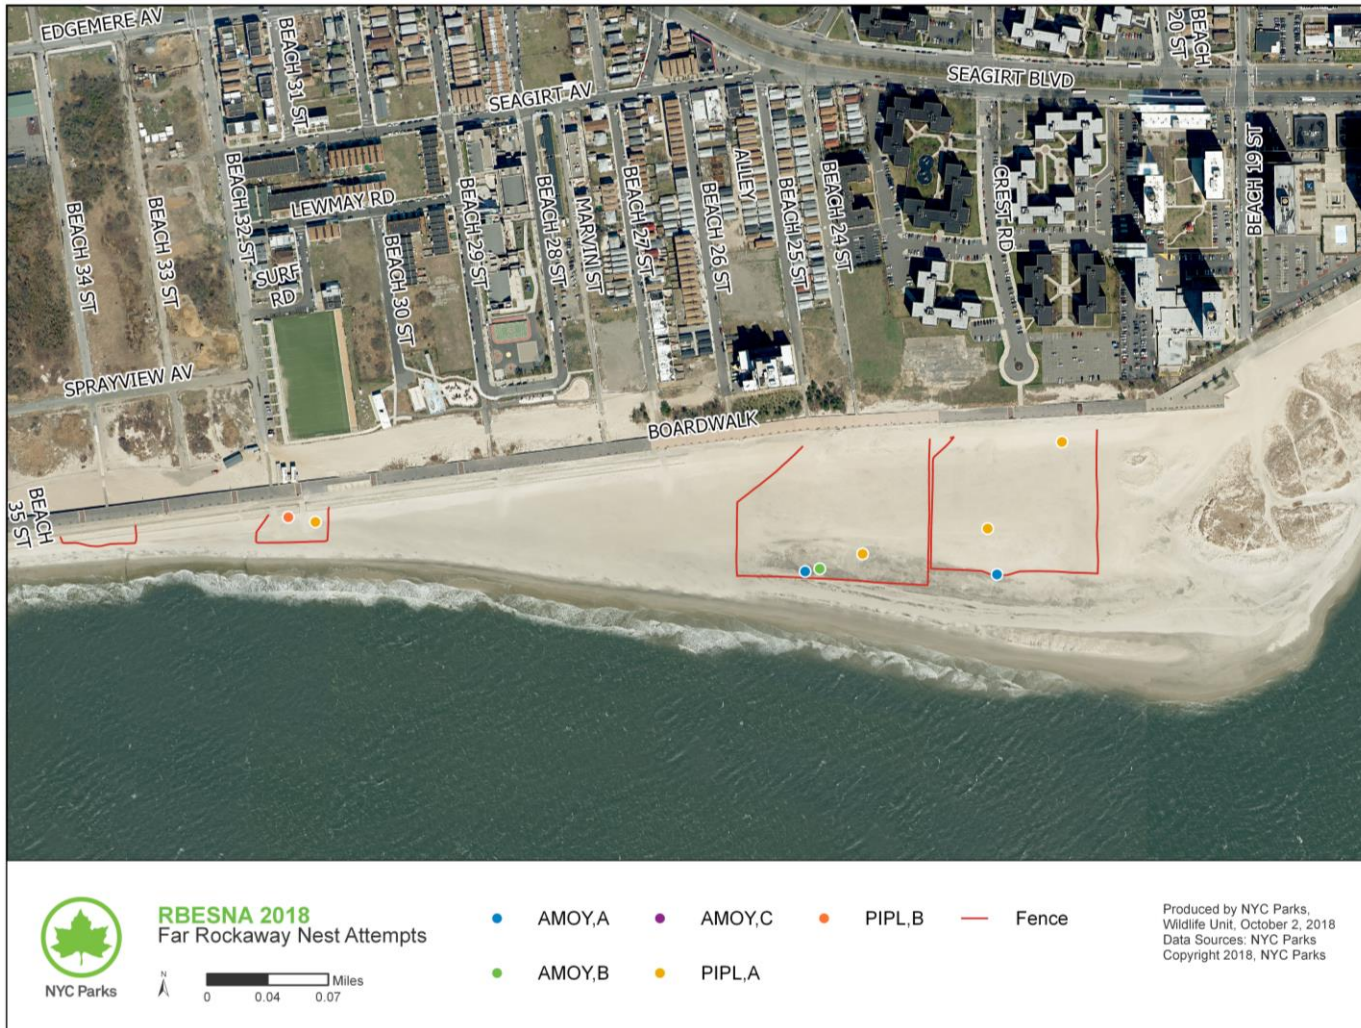 EDGEMERE AV
BEACH 31 ST
SEAGIRT AV
SEAGIRT BLVD
BEACH
20 ST
BEACH 19 ST
BEACH 34 ST
BEACH 33 ST
BEACH 32 ST
LEWMAY RD
SURF
RD
BEACH 30 ST
BEACH 29 ST
BEACH 28 ST
MARVIN ST
BEACH 27 ST
BEACH 26 ST
ALLEY
BEACH 25 ST
BEACH 24 ST
CREST RD
SPRAYVIEW AV
BOARDWALK
BEACH
35 ST
NYC Parks
RBESNA 2018
Far Rockaway Nest Attempts
N
Miles
0 0.04 0.07
AMOY,A
AMOY,C
PIPL,B
Fence
AMOY,B
PIPL,A
Produced by NYC Parks,
Wildlife Unit, October 2, 2018
Data Sources: NYC Parks
Copyright 2018, NYC Parks